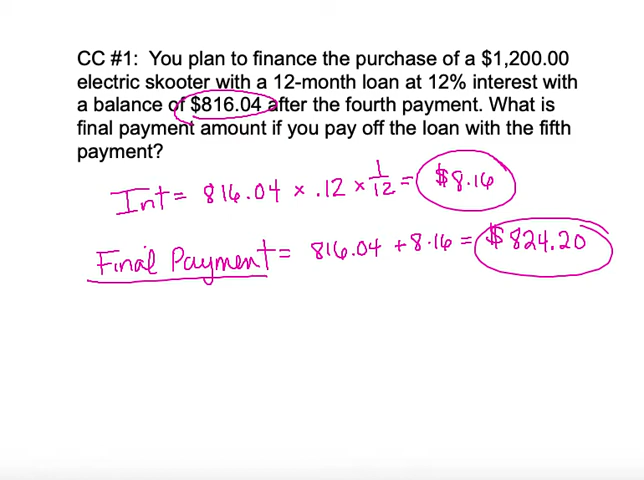 CC #1: You plan to finance the purchase of a $1,200.00
electric skooter with a 12-month loan at 12% interest with
a balance of $816.04 after the fourth payment. What is
final payment amount if you pay off the loan with the fifth
payment?
Int = 816.04 × .12 × 1/12 = $8.16
Final Payment = 816.04 + 8.16 = $824.20